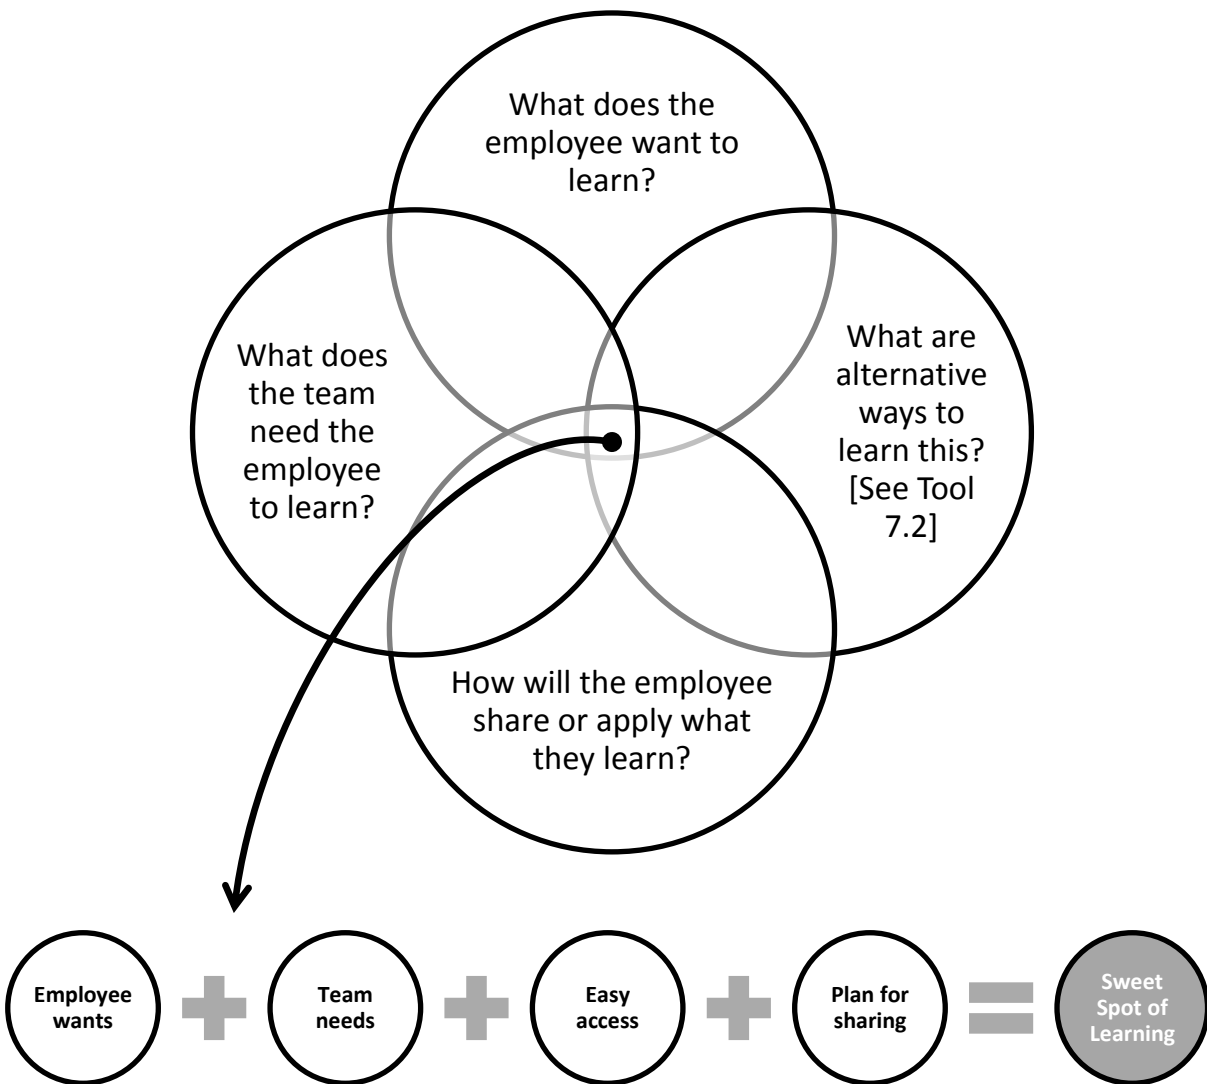 What does the
employee want to
learn?
What does
the team
need the
employee
to learn?
What are
alternative
ways to
learn this?
[See Tool
7.2]
How will the employee
share or apply what
they learn?
Employee
wants
Team
needs
Easy
access
Plan for
sharing
Sweet
Spot of
Learning